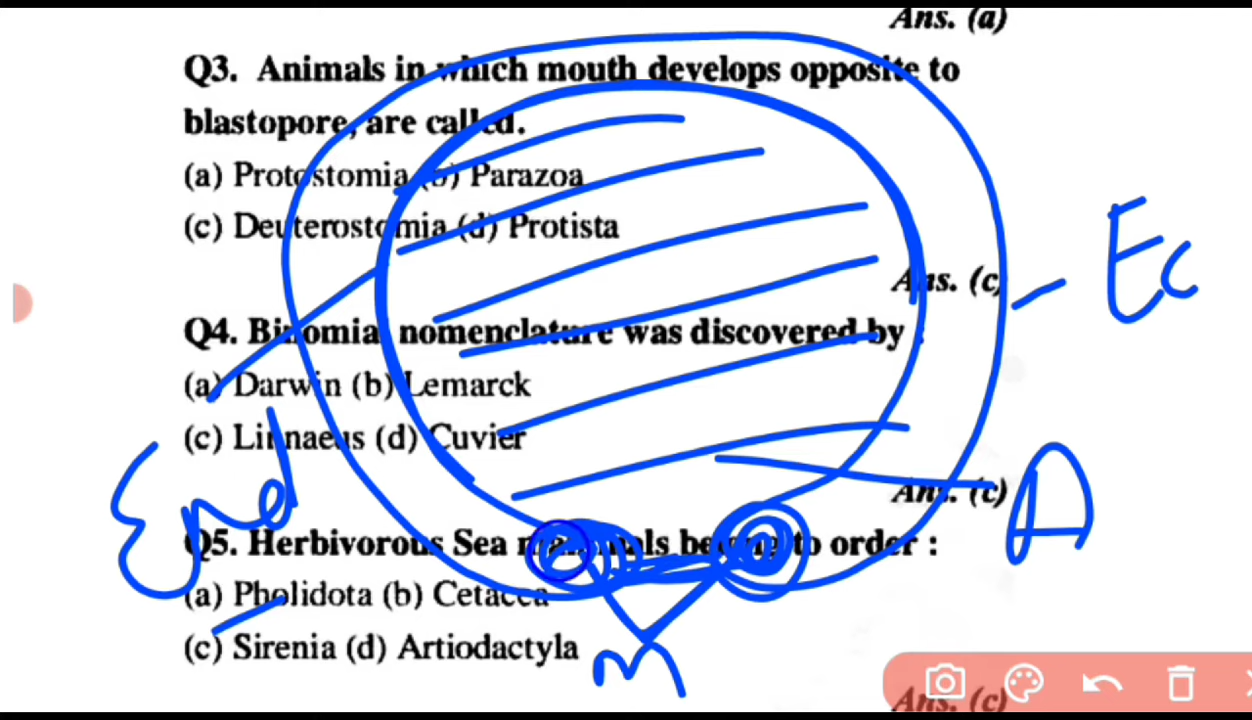 Ans. (a)
Q3. Animals in which mouth develops opposite to
blastopore, are called.
(a) Protostomia (b) Parazoa
(c) Deuterostomia (d) Protista
Ans. (c)
Ec
Q4. Binomial nomenclature was discovered by :
(a) Darwin (b) Lemarck
(c) Linnaeus (d) Cuvier
End
Ans. (c)
A
Q5. Herbivorous Sea mammals belong to order :
(a) Pholidota (b) Cetacea
(c) Sirenia (d) Artiodactyla
m
Ans. (c)